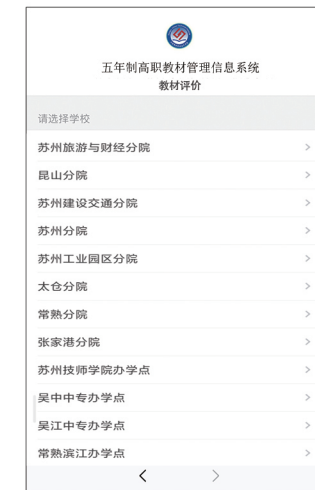 五年制高职教材管理信息系统
教材评价
请选择学校
苏州旅游与财经分院
昆山分院
苏州建设交通分院
苏州分院
苏州工业园区分院
太仓分院
常熟分院
张家港分院
苏州技师学院办学点
吴中中专办学点
吴江中专办学点
常熟滨江办学点